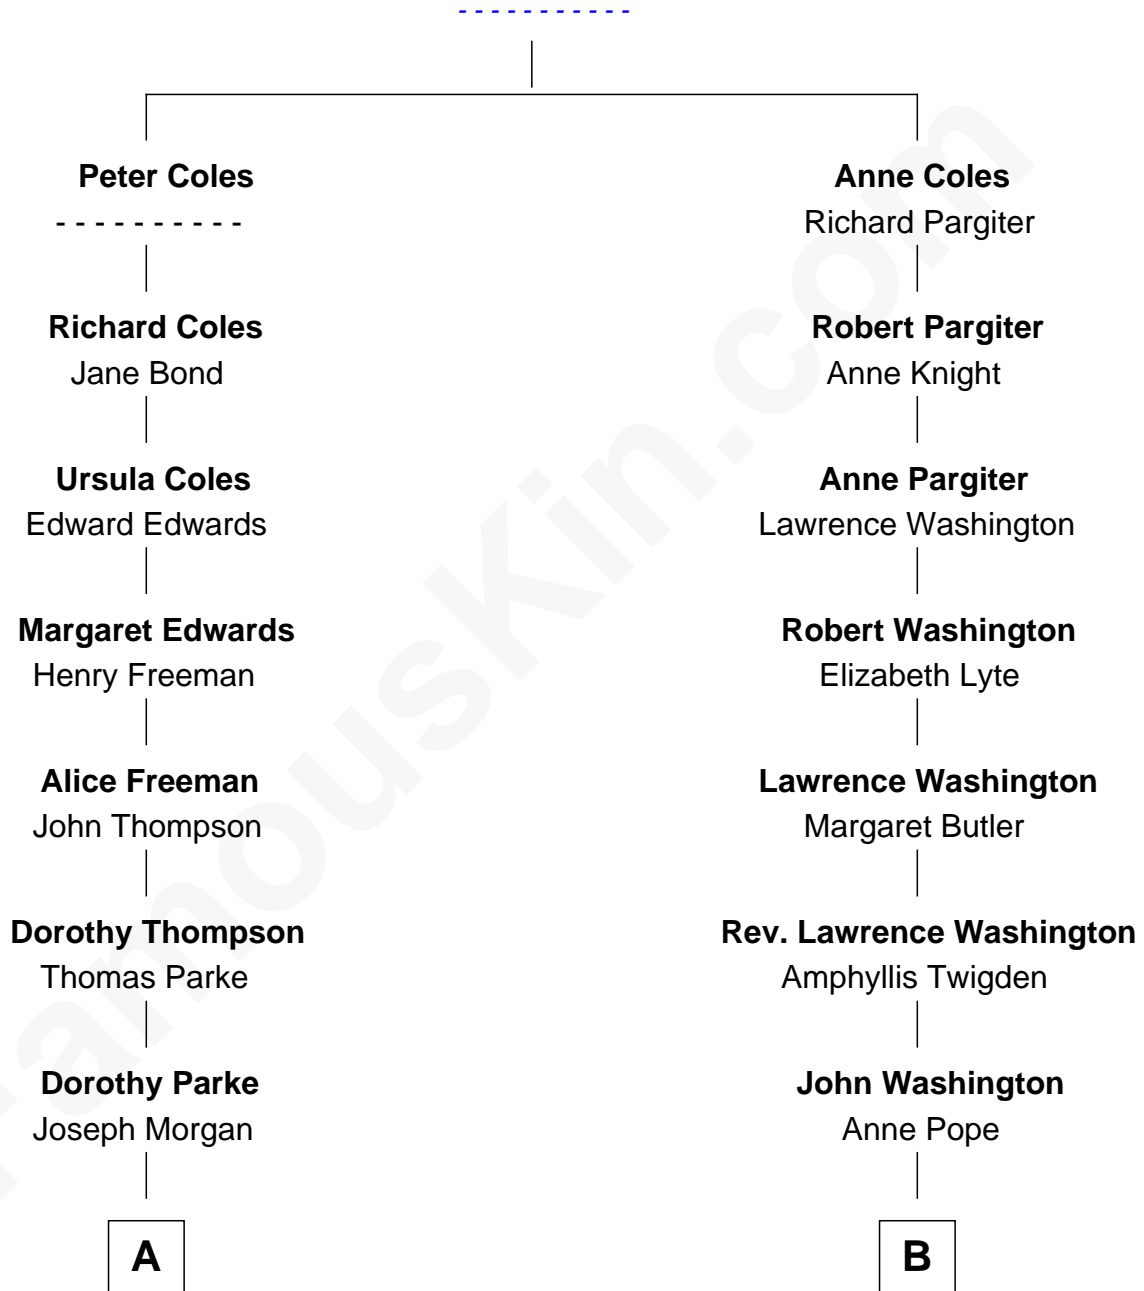 - - - - - - - - - - -
Peter Coles
- - - - - - - - - -
Richard Coles
Jane Bond
Ursula Coles
Edward Edwards
Margaret Edwards
Henry Freeman
Alice Freeman
John Thompson
Dorothy Thompson
Thomas Parke
Dorothy Parke
Joseph Morgan
A
Anne Coles
Richard Pargiter
Robert Pargiter
Anne Knight
Anne Pargiter
Lawrence Washington
Robert Washington
Elizabeth Lyte
Lawrence Washington
Margaret Butler
Rev. Lawrence Washington
Amphyllis Twigden
John Washington
Anne Pope
B
FamousKin.com